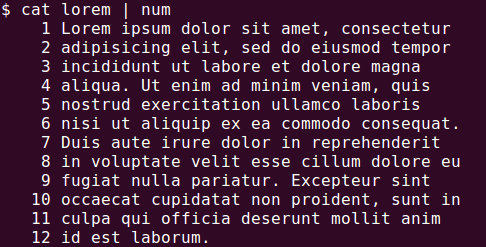 $ cat lorem | num
1 Lorem ipsum dolor sit amet, consectetur
2 adipisicing elit, sed do eiusmod tempor
3 incididunt ut labore et dolore magna
4 aliqua. Ut enim ad minim veniam, quis
5 nostrud exercitation ullamco laboris
6 nisi ut aliquip ex ea commodo consequat.
7 Duis aute irure dolor in reprehenderit
8 in voluptate velit esse cillum dolore eu
9 fugiat nulla pariatur. Excepteur sint
10 occaecat cupidatat non proident, sunt in
11 culpa qui officia deserunt mollit anim
12 id est laborum.